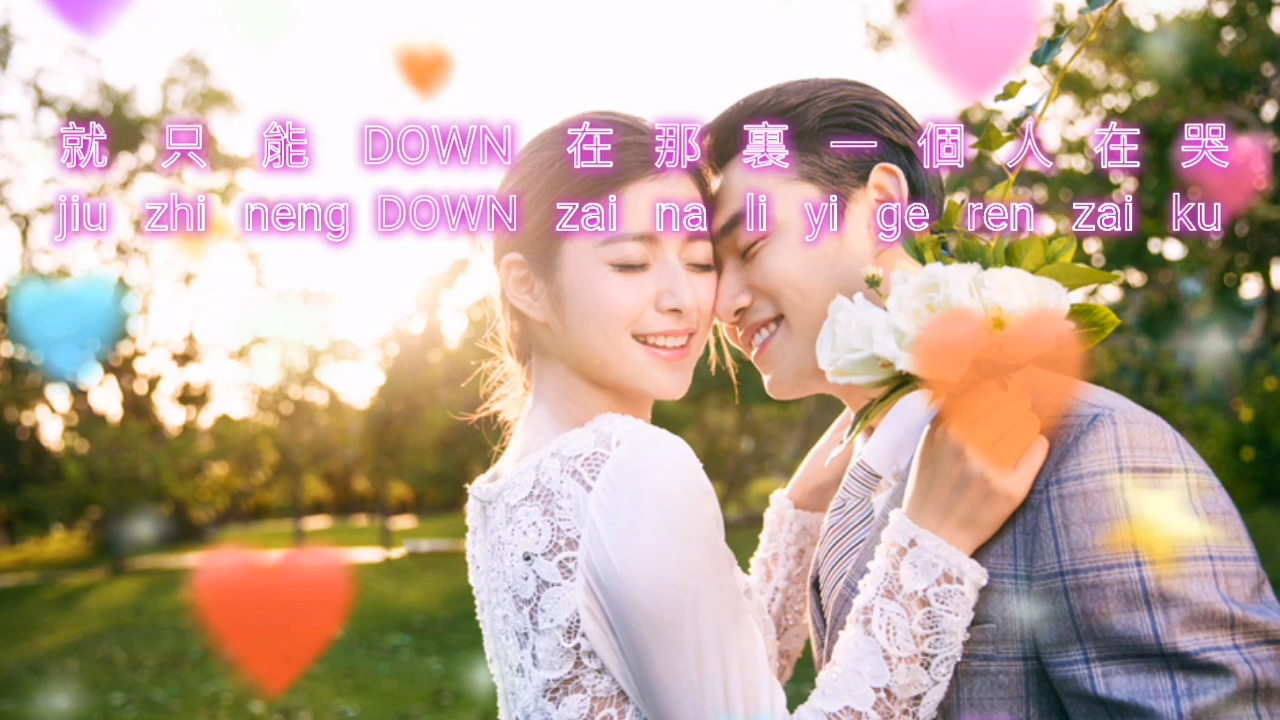 就 只 能 DOWN 在 那 裏 一 個 人 在 哭
jiu zhi neng DOWN zai na li yi ge ren zai ku